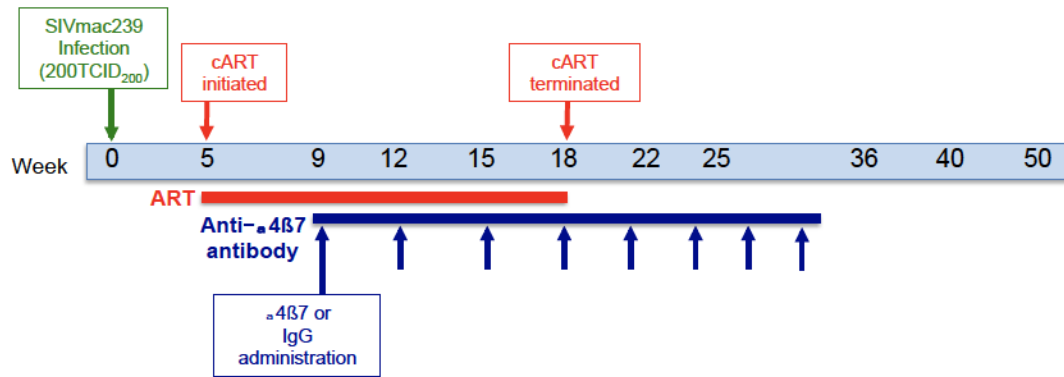 SIVmac239
Infection
(200TCID200)
cART
initiated
cART
terminated
Week 0 5 9 12 15 18 22 25 36 40 50
ART
Anti-ₐ4ß7
antibody
ₐ4ß7 or
IgG
administration